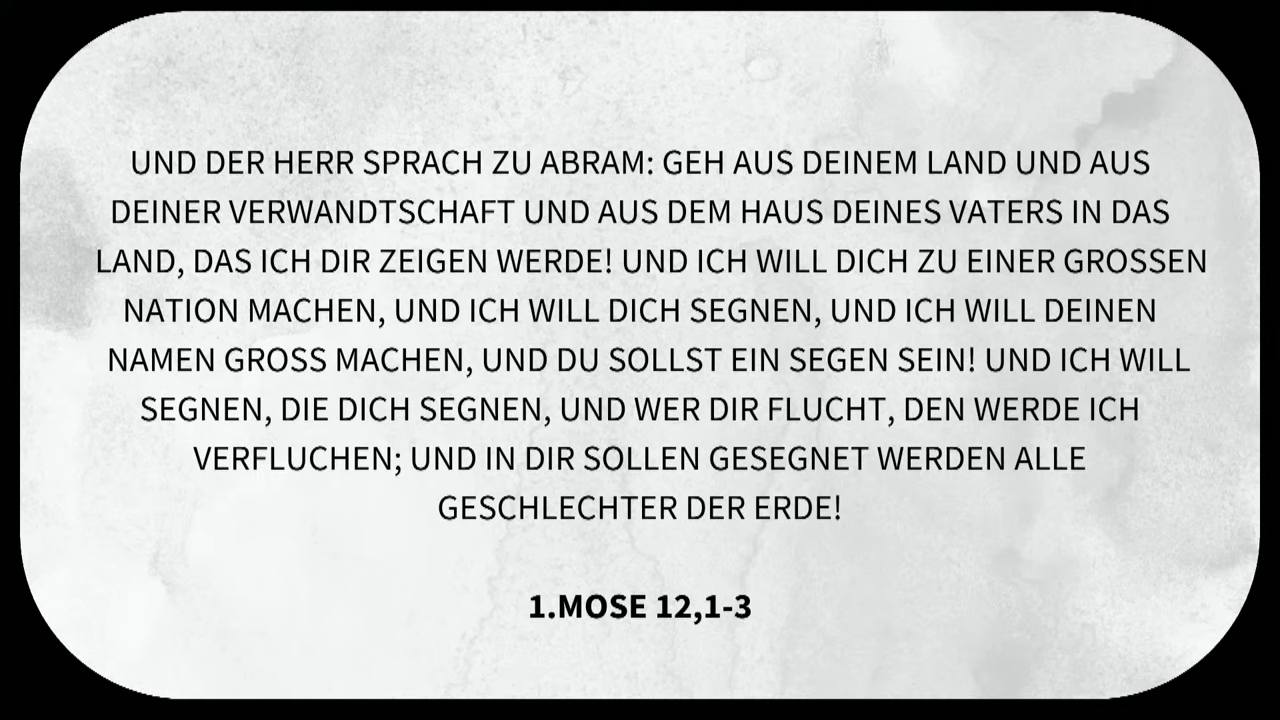 UND DER HERR SPRACH ZU ABRAM: GEH AUS DEINEM LAND UND AUS
DEINER VERWANDTSCHAFT UND AUS DEM HAUS DEINES VATERS IN DAS
LAND, DAS ICH DIR ZEIGEN WERDE! UND ICH WILL DICH ZU EINER GROSSEN
NATION MACHEN, UND ICH WILL DICH SEGNEN, UND ICH WILL DEINEN
NAMEN GROSS MACHEN, UND DU SOLLST EIN SEGEN SEIN! UND ICH WILL
SEGNEN, DIE DICH SEGNEN, UND WER DIR FLUCHT, DEN WERDE ICH
VERFLUCHEN; UND IN DIR SOLLEN GESEGNET WERDEN ALLE
GESCHLECHTER DER ERDE!
1.MOSE 12,1-3